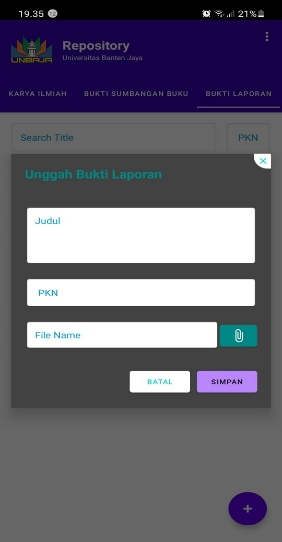 19.35
21%
Repository
UNBAJA
Universitas Banten Jaya
KARYA ILMIAH
BUKTI SUMBANGAN BUKU
BUKTI LAPORAN
Search Title
PKN
Unggah Bukti Laporan
Judul
PKN
File Name
BATAL
SIMPAN